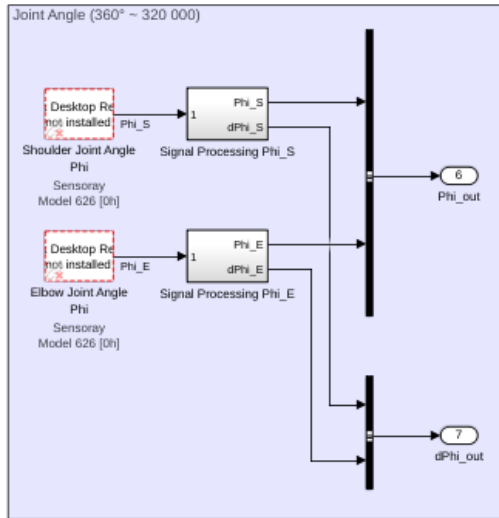 Joint Angle (360° ~ 320 000)
Desktop Re
not installed
Phi_S
Shoulder Joint Angle
Phi
Sensoray
Model 626 [0h]
1
Phi_S
dPhi_S
Signal Processing Phi_S
6
Phi_out
Desktop Re
not installed
Phi_E
Elbow Joint Angle
Phi
Sensoray
Model 626 [0h]
1
Phi_E
dPhi_E
Signal Processing Phi_E
7
dPhi_out